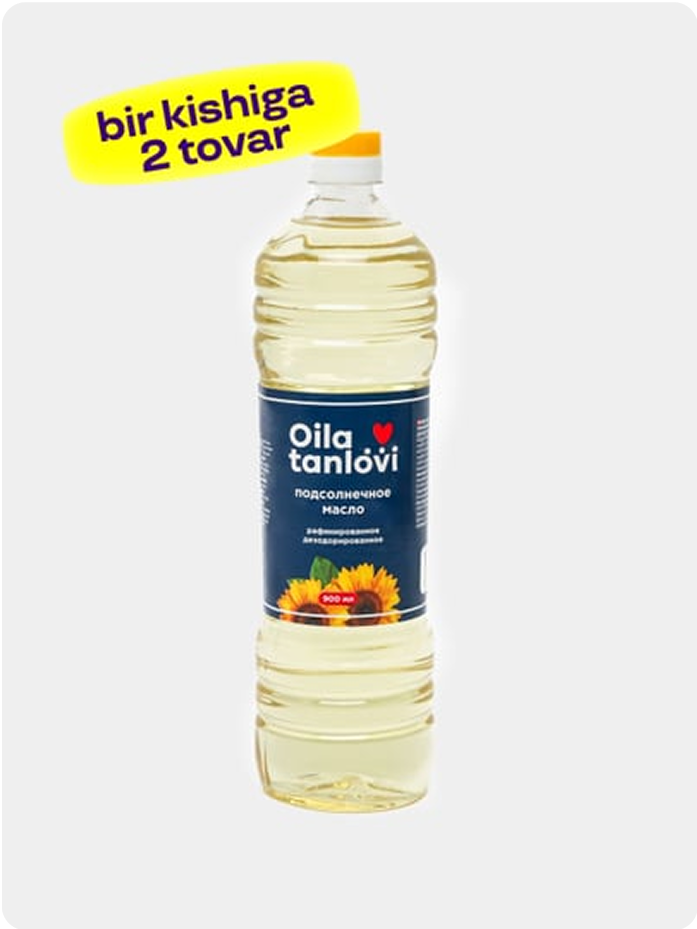 bir kishiga
2 tovar
Oila
tanlovi
подсолнечное
масло
рафинированное
дезодорированное
900 мл